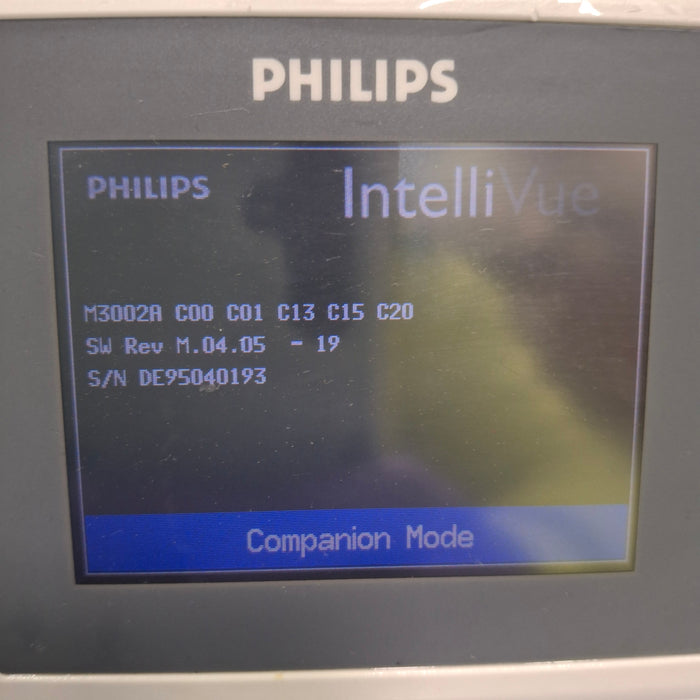 PHILIPS
PHILIPS IntelliVue
M3002A C00 C01 C13 C15 C20
SW Rev M.04.05 - 19
S/N DE95040193
Companion Mode